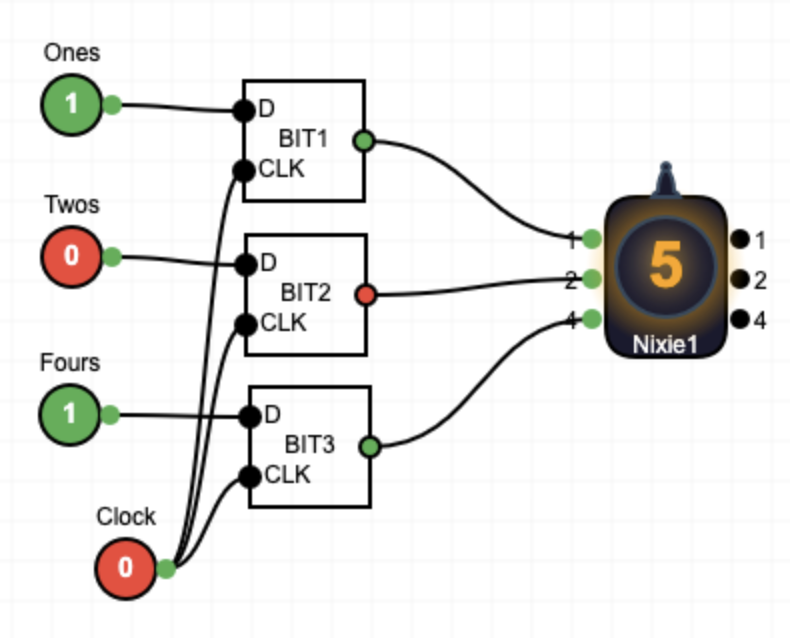 Ones
1
D
BIT1
CLK
Twos
0
D
BIT2
CLK
Fours
1
D
BIT3
CLK
Clock
0
1
2
4
5
Nixie1
1
2
4